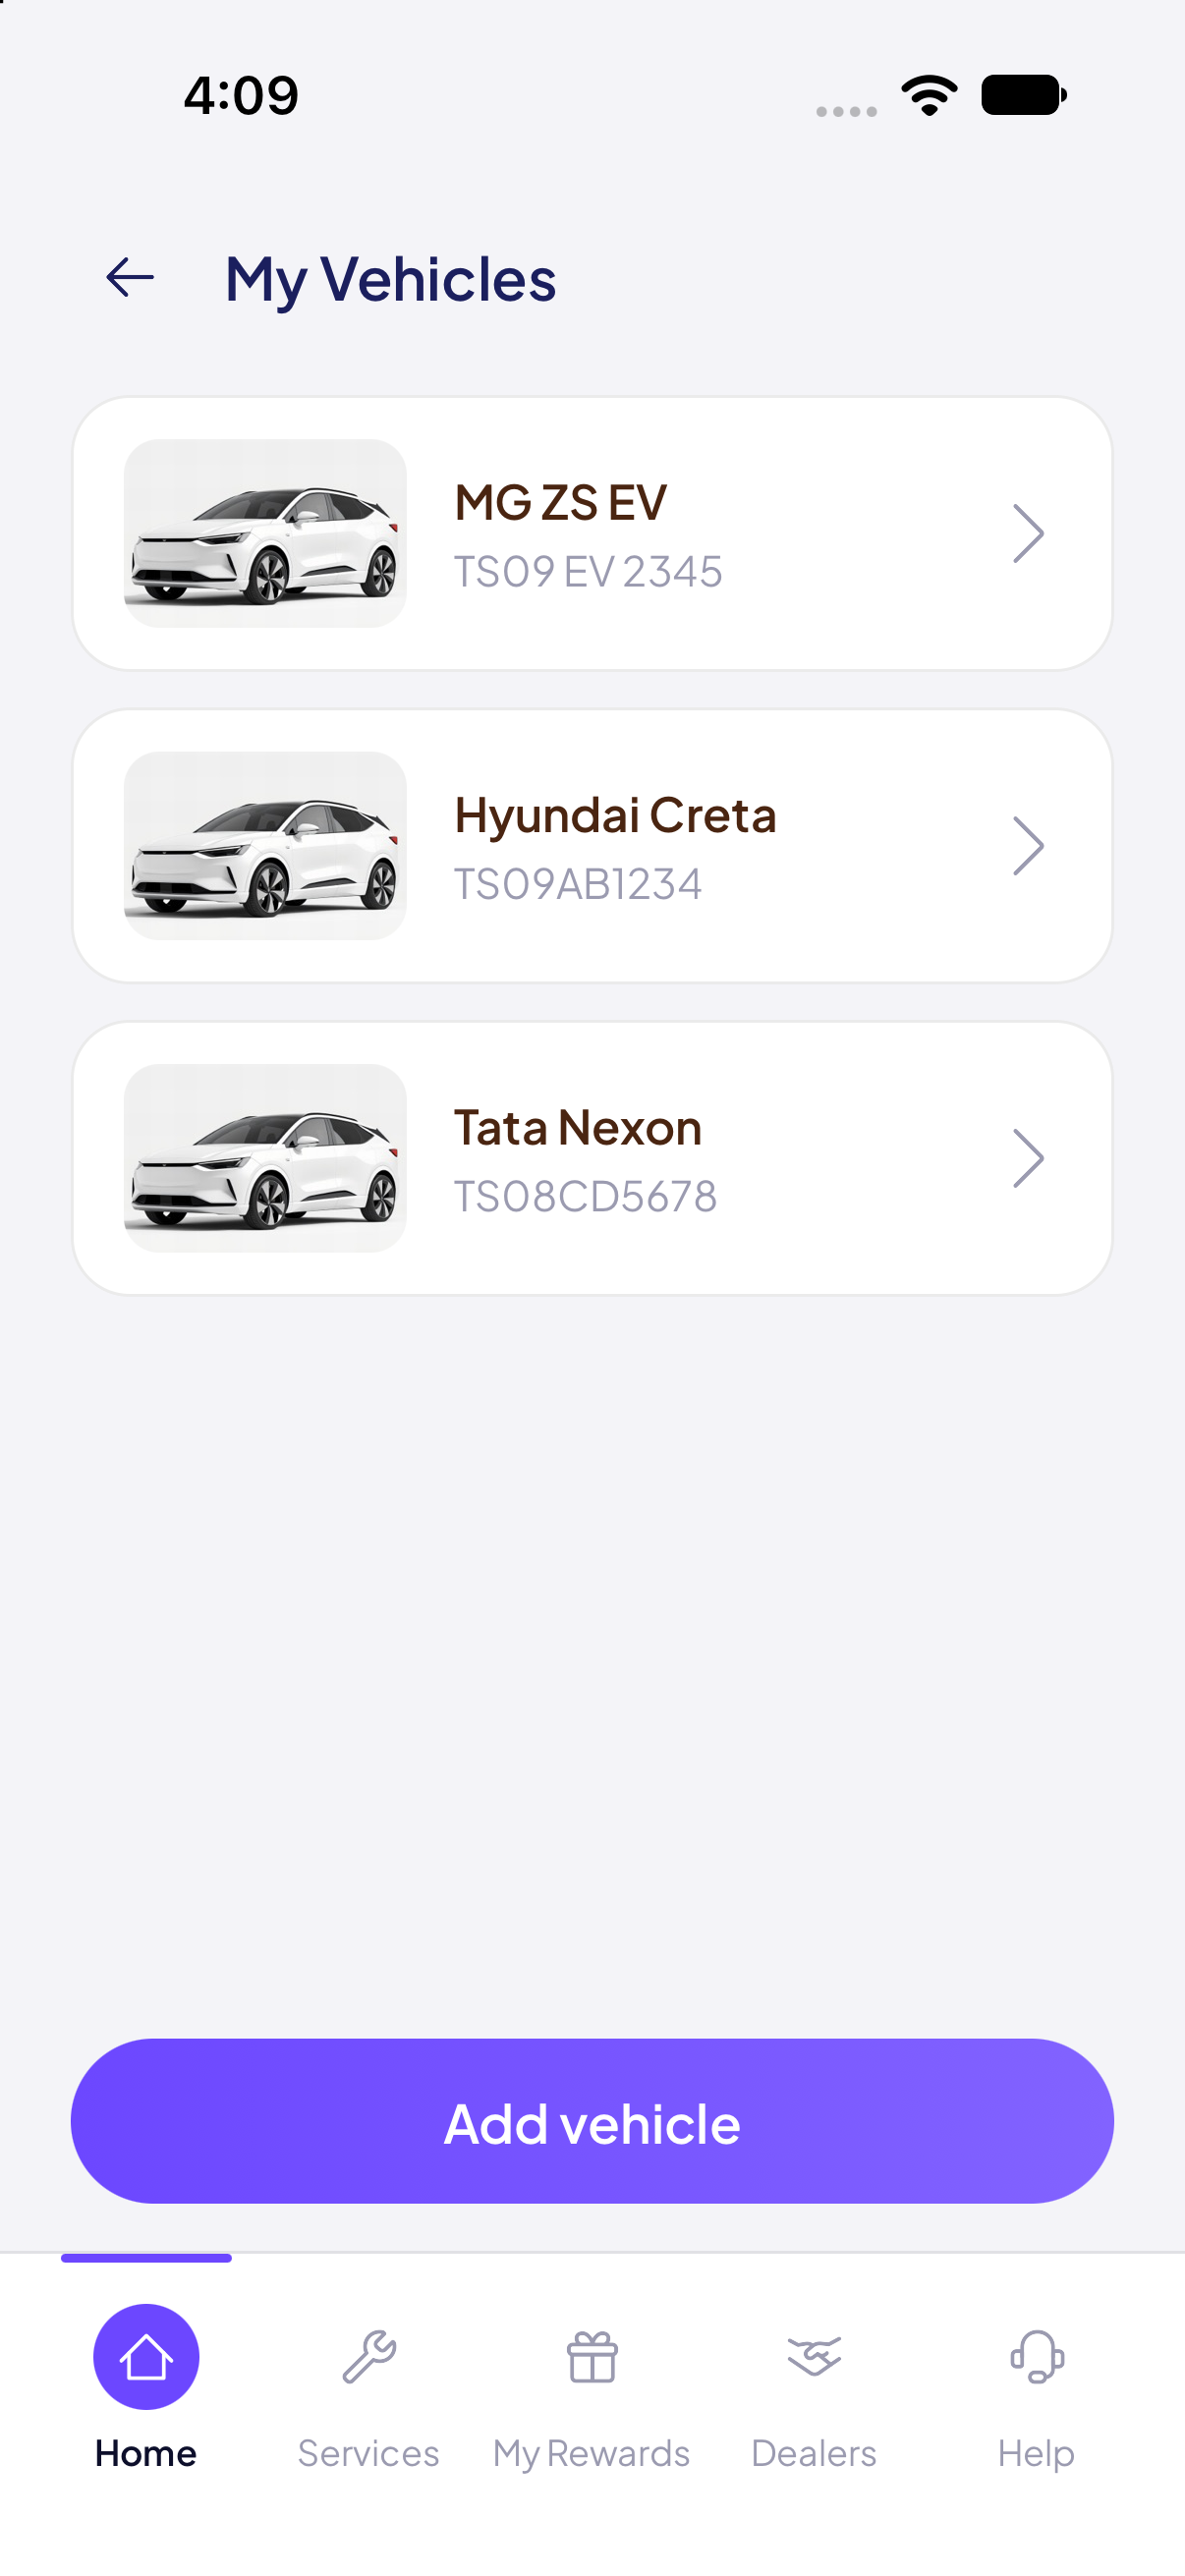 4:09
My Vehicles
MG ZS EV
TS09 EV 2345
Hyundai Creta
TS09AB1234
Tata Nexon
TS08CD5678
Add vehicle
Home
Services
My Rewards
Dealers
Help